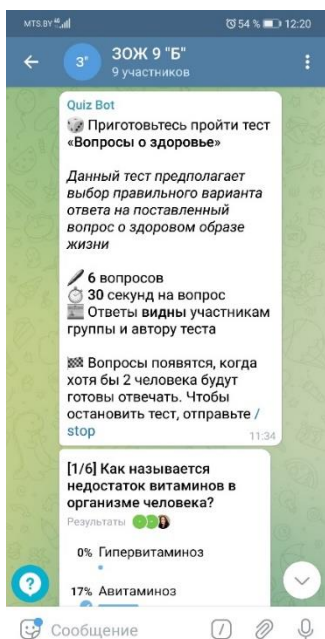 MTS.BY 54 % 12:20
З" ЗОЖ 9 "Б"
9 участников
Quiz Bot
Приготовьтесь пройти тест
«Вопросы о здоровье»
Данный тест предполагает
выбор правильного варианта
ответа на поставленный
вопрос о здоровом образе
жизни
6 вопросов
30 секунд на вопрос
Ответы видны участникам
группы и автору теста
Вопросы появятся, когда
хотя бы 2 человека будут
готовы отвечать. Чтобы
остановить тест, отправьте /
stop
11:34
[1/6] Как называется
недостаток витаминов в
организме человека?
Результаты
0% Гипервитаминоз
17% Авитаминоз
Сообщение